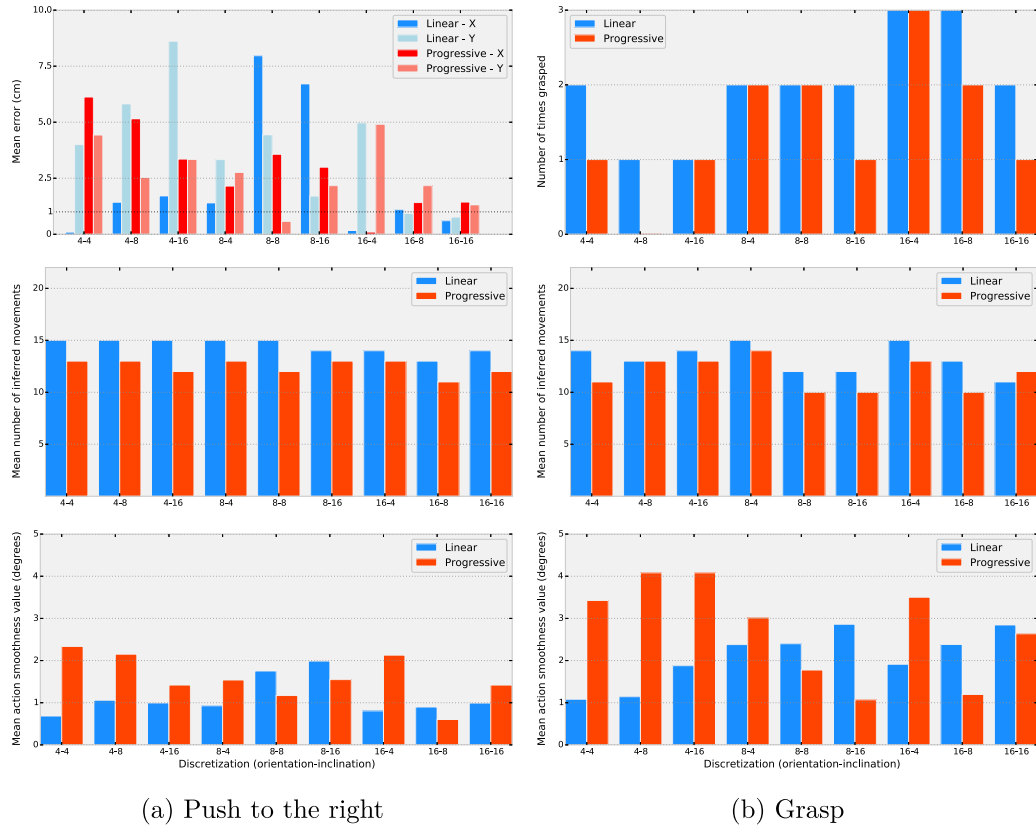 10.0
7.5
5.0
2.5
1
0
Mean error (cm)
Linear - X
Linear - Y
Progressive - X
Progressive - Y
4–4 4–8 4–16 8–4 8–8 8–16 16–4 16–8 16–16
3
2
1
0
Number of times grasped
Linear
Progressive
4–4 4–8 4–16 8–4 8–8 8–16 16–4 16–8 16–16
20
15
10
5
Mean number of inferred movements
Linear
Progressive
4–4 4–8 4–16 8–4 8–8 8–16 16–4 16–8 16–16
20
15
10
5
Mean number of inferred movements
Linear
Progressive
4–4 4–8 4–16 8–4 8–8 8–16 16–4 16–8 16–16
5
4
3
2
1
0
Mean action smoothness value (degrees)
Linear
Progressive
4–4 4–8 4–16 8–4 8–8 8–16 16–4 16–8 16–16
Discretization (orientation-inclination)
5
4
3
2
1
0
Mean action smoothness value (degrees)
Linear
Progressive
4–4 4–8 4–16 8–4 8–8 8–16 16–4 16–8 16–16
Discretization (orientation-inclination)
(a) Push to the right
(b) Grasp